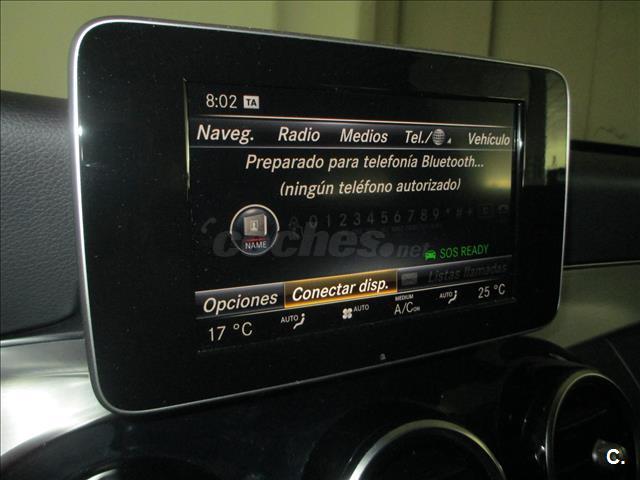 8:02 TA
Naveg. Radio Medios Tel./ Vehículo
Preparado para telefonía Bluetooth...
(ningún teléfono autorizado)
0 1 2 3 4 5 6 7 8 9 * # +
NAME
coches.net
SOS READY
Opciones Conectar disp. Listas llamadas
17 °C AUTO AUTO MEDIUM A/C ON AUTO 25 °C
C.